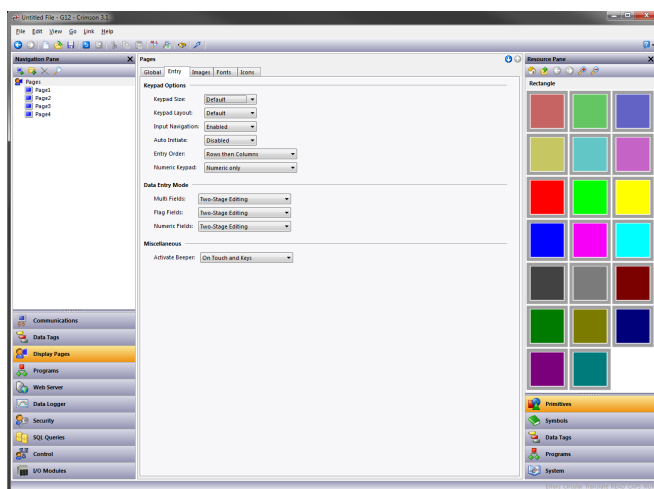 Untitled File - G12 - Crimson 3.1
File Edit View Go Link Help
Navigation Pane
Pages
Page1
Page2
Page3
Page4
Communications
Data Tags
Display Pages
Programs
Web Server
Data Logger
Security
SQL Queries
Control
I/O Modules
Pages
Global Entry Images Fonts Icons
Keypad Options
Keypad Size: Default
Keypad Layout: Default
Input Navigation: Enabled
Auto Initiate: Disabled
Entry Order: Rows then Columns
Numeric Keypad: Numeric only
Data Entry Mode
Multi Fields: Two-Stage Editing
Flag Fields: Two-Stage Editing
Numeric Fields: Two-Stage Editing
Miscellaneous
Activate Beeper: On Touch and Keys
Resource Pane
Rectangle
Primitives
Symbols
Data Tags
Programs
System